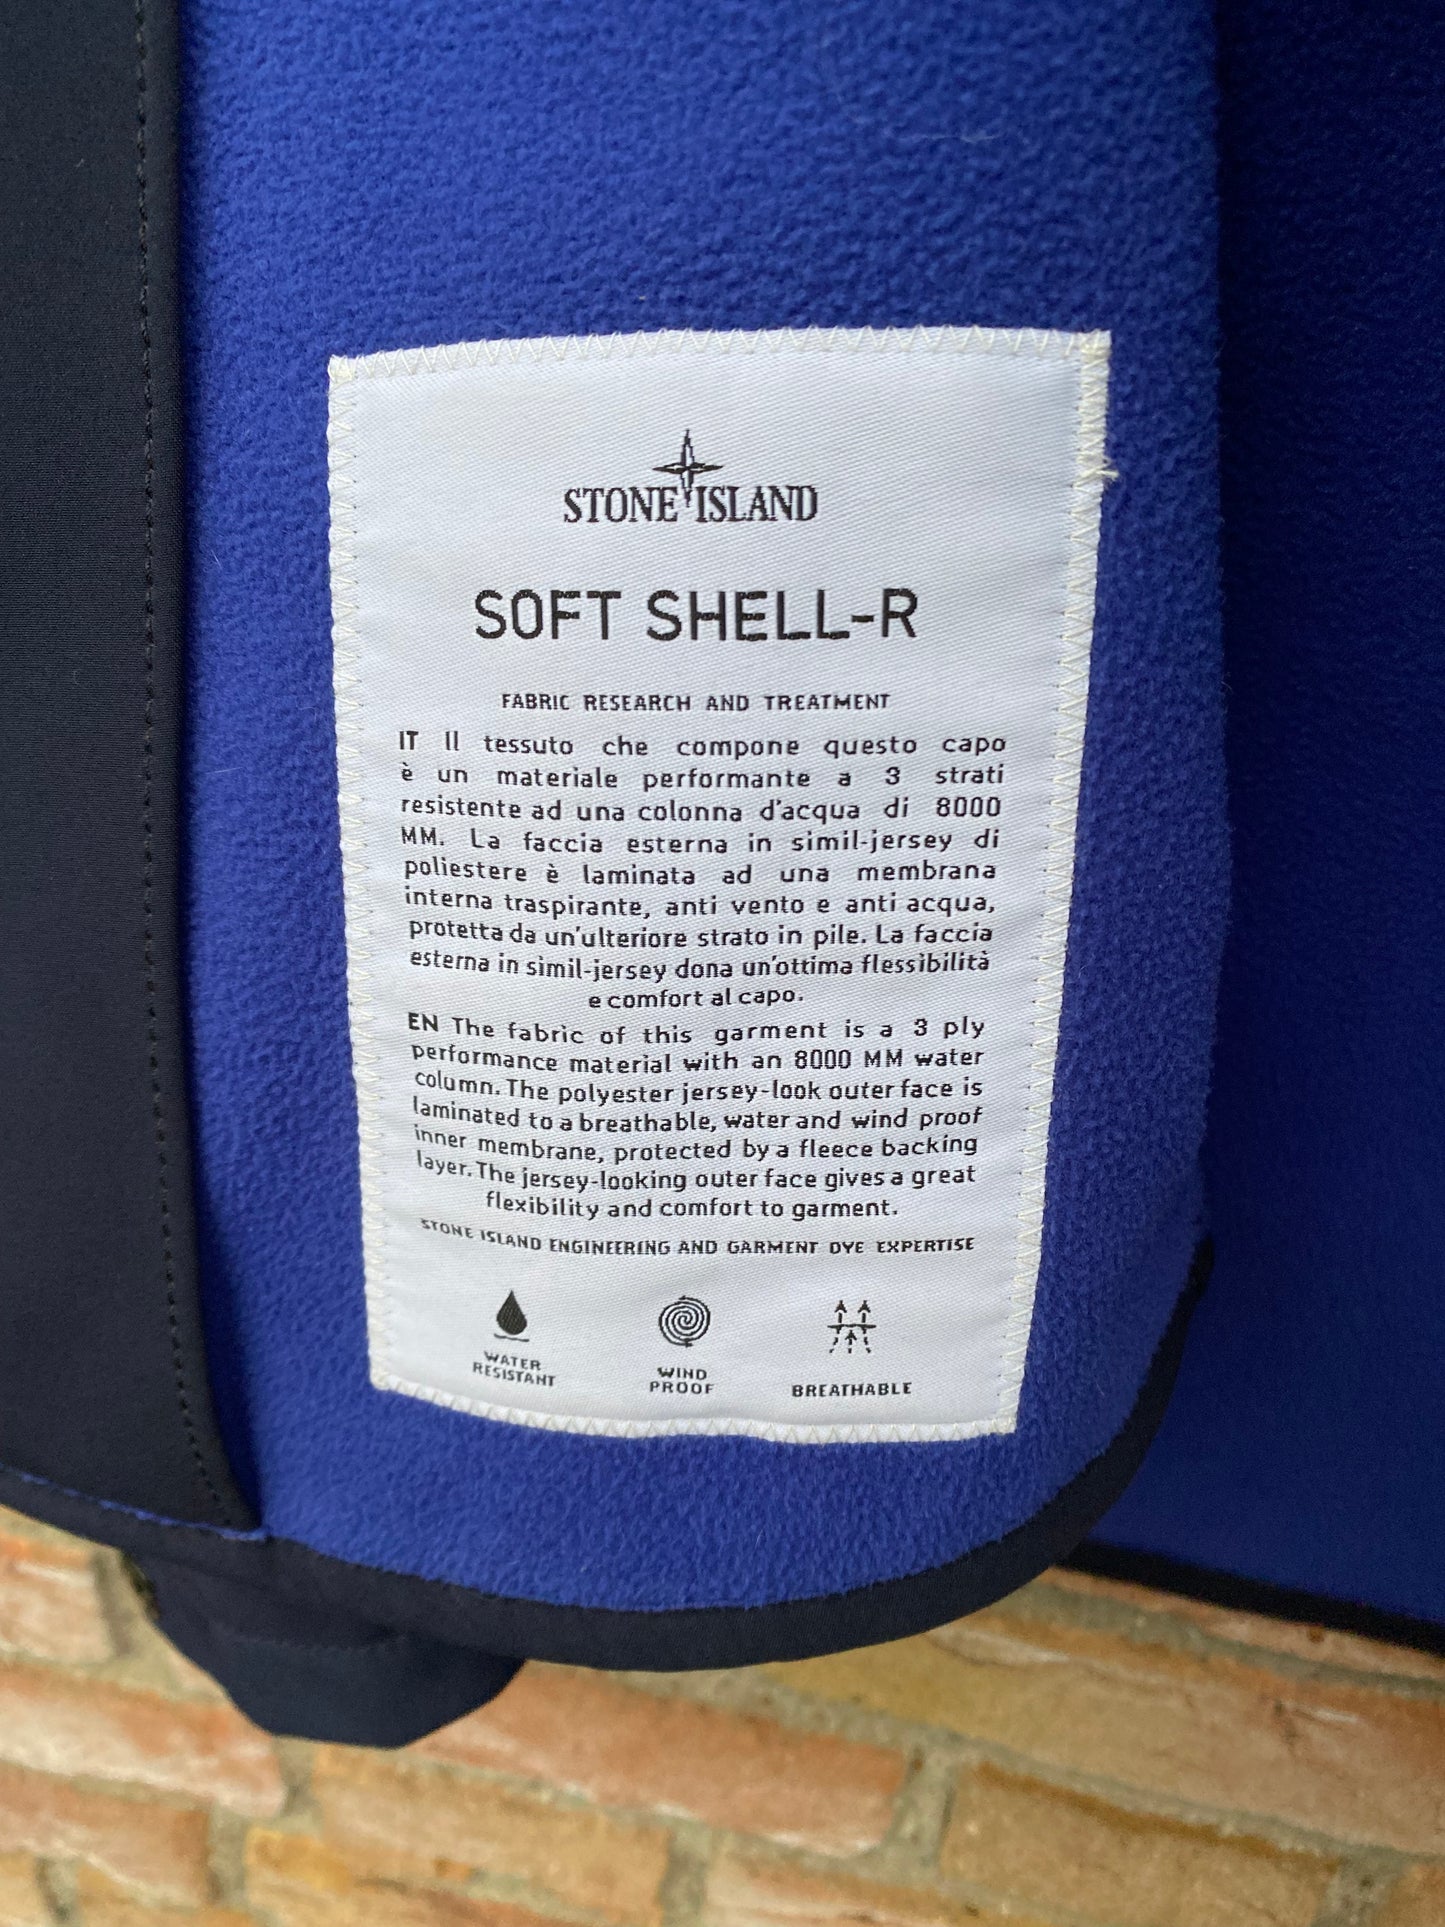 STONE ISLAND
SOFT SHELL-R
FABRIC RESEARCH AND TREATMENT
IT Il tessuto che compone questo capo
è un materiale performante a 3 strati
resistente ad una colonna d'acqua di 8000
MM. La faccia esterna in simil-jersey di
poliestere è laminata ad una membrana
interna traspirante, anti vento e anti acqua,
protetta da un'ulteriore strato in pile. La faccia
esterna in simil-jersey dona un'ottima flessibilità
e comfort al capo.
EN The fabric of this garment is a 3 ply
performance material with an 8000 MM water
column. The polyester jersey-look outer face is
laminated to a breathable, water and wind proof
inner membrane, protected by a fleece backing
layer. The jersey-looking outer face gives a great
flexibility and comfort to garment.
STONE ISLAND ENGINEERING AND GARMENT DYE EXPERTISE
WATER
RESISTANT
WIND
PROOF
BREATHABLE